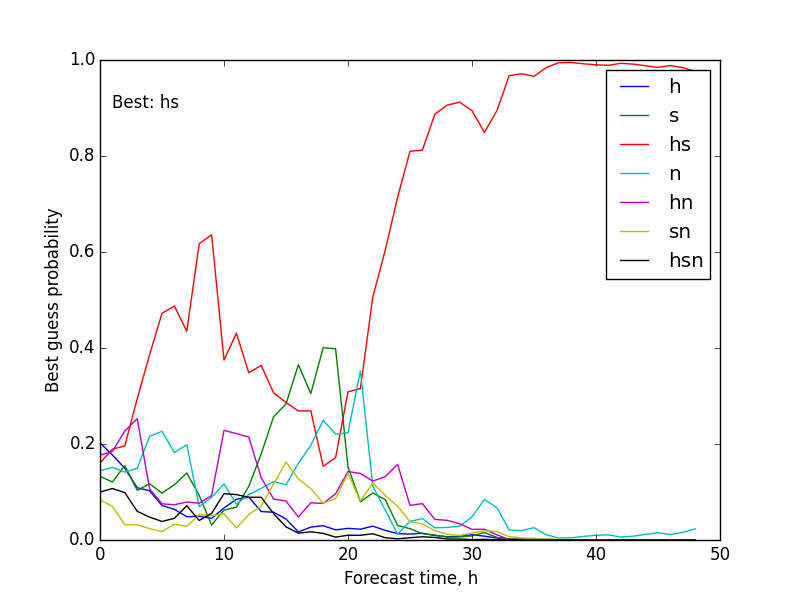 1.0
0.8
0.6
0.4
0.2
0.0
Best guess probability
Best: hs
h
s
hs
n
hn
sn
hsn
0 10 20 30 40 50
Forecast time, h